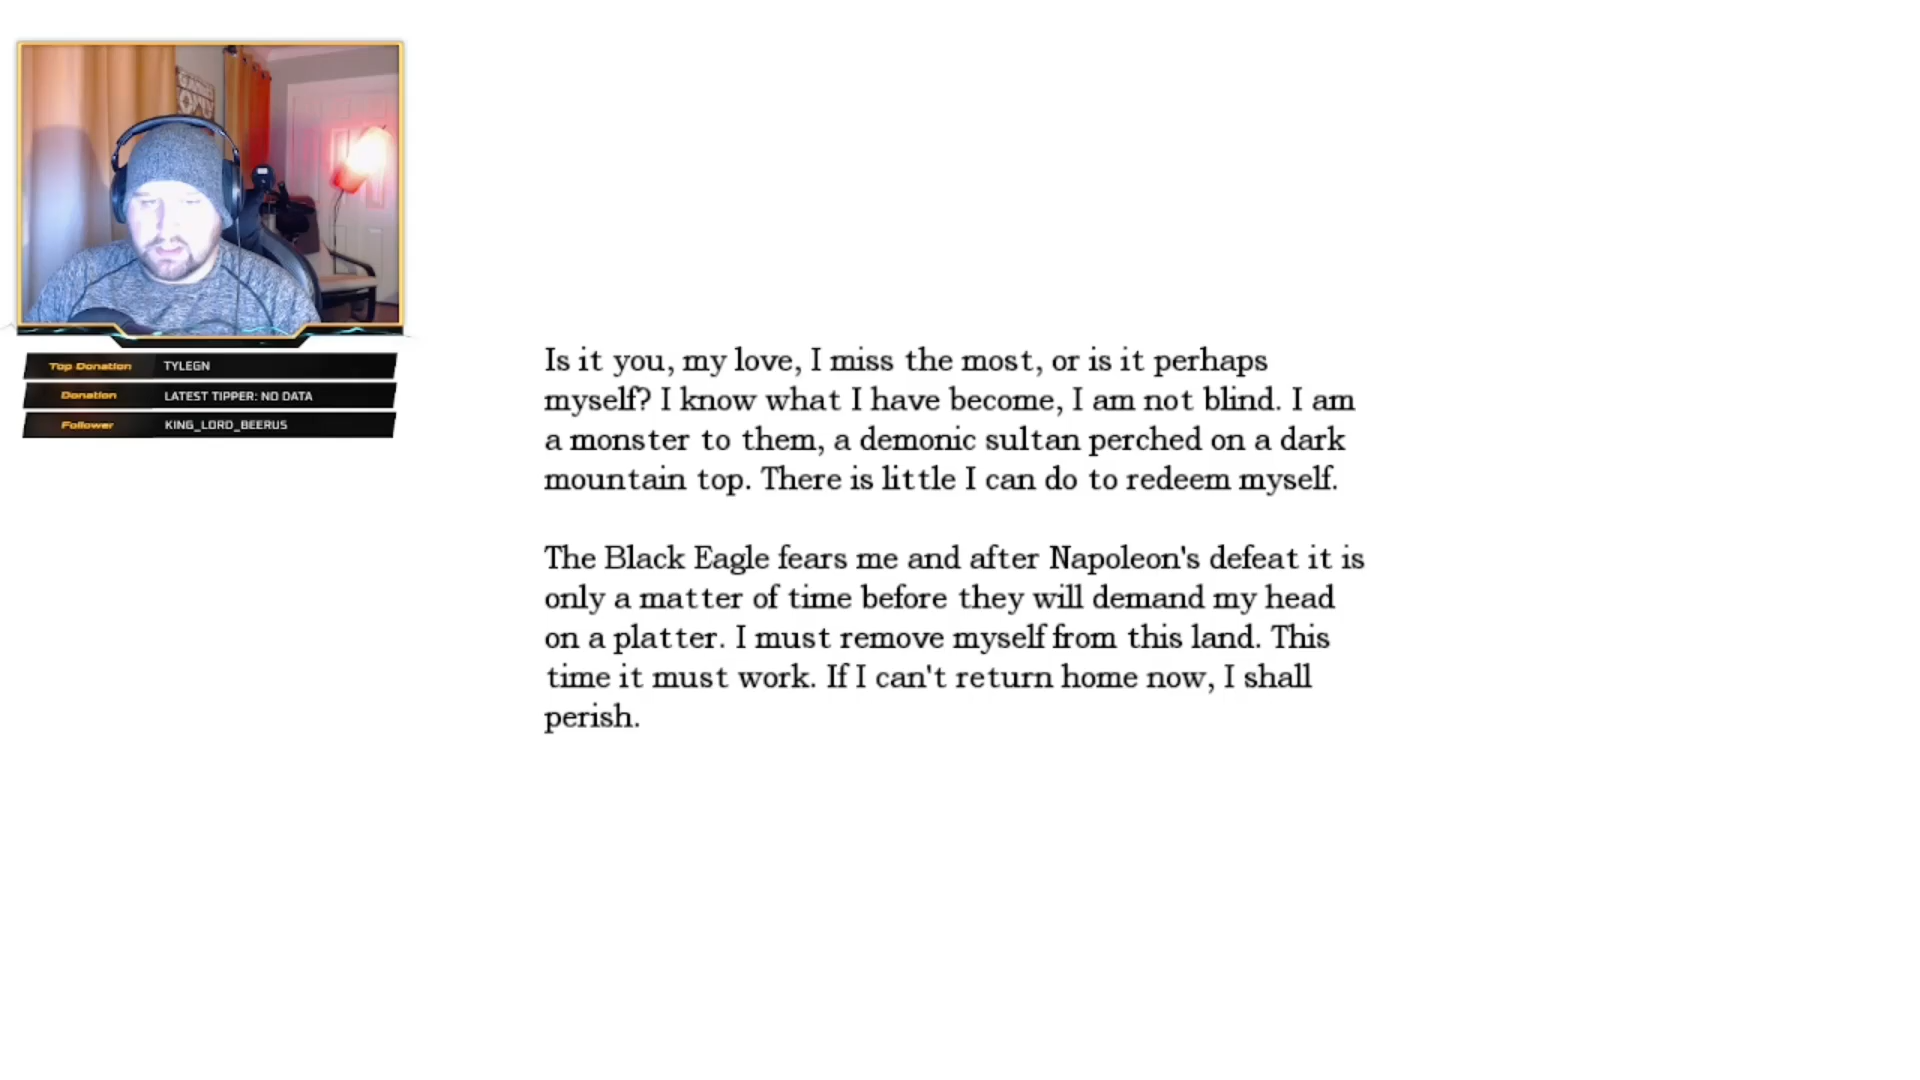 Top Donation TYLEGN
Donation LATEST TIPPER: NO DATA
Follower KING_LORD_BEERUS
Is it you, my love, I miss the most, or is it perhaps
myself? I know what I have become, I am not blind. I am
a monster to them, a demonic sultan perched on a dark
mountain top. There is little I can do to redeem myself.
The Black Eagle fears me and after Napoleon's defeat it is
only a matter of time before they will demand my head
on a platter. I must remove myself from this land. This
time it must work. If I can't return home now, I shall
perish.